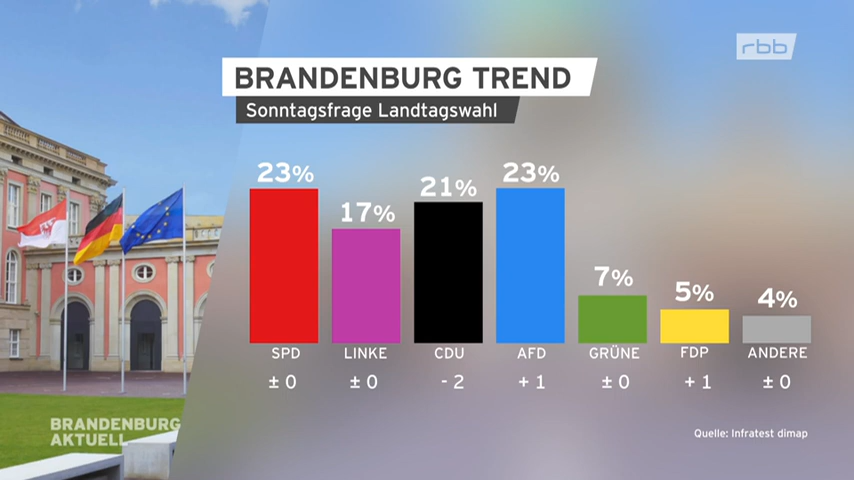 rbb
BRANDENBURG TREND
Sonntagsfrage Landtagswahl
23% 17% 21% 23% 7% 5% 4%
SPD LINKE CDU AFD GRÜNE FDP ANDERE
± 0 ± 0 - 2 + 1 ± 0 + 1 ± 0
BRANDENBURG
AKTUELL
Quelle: Infratest dimap